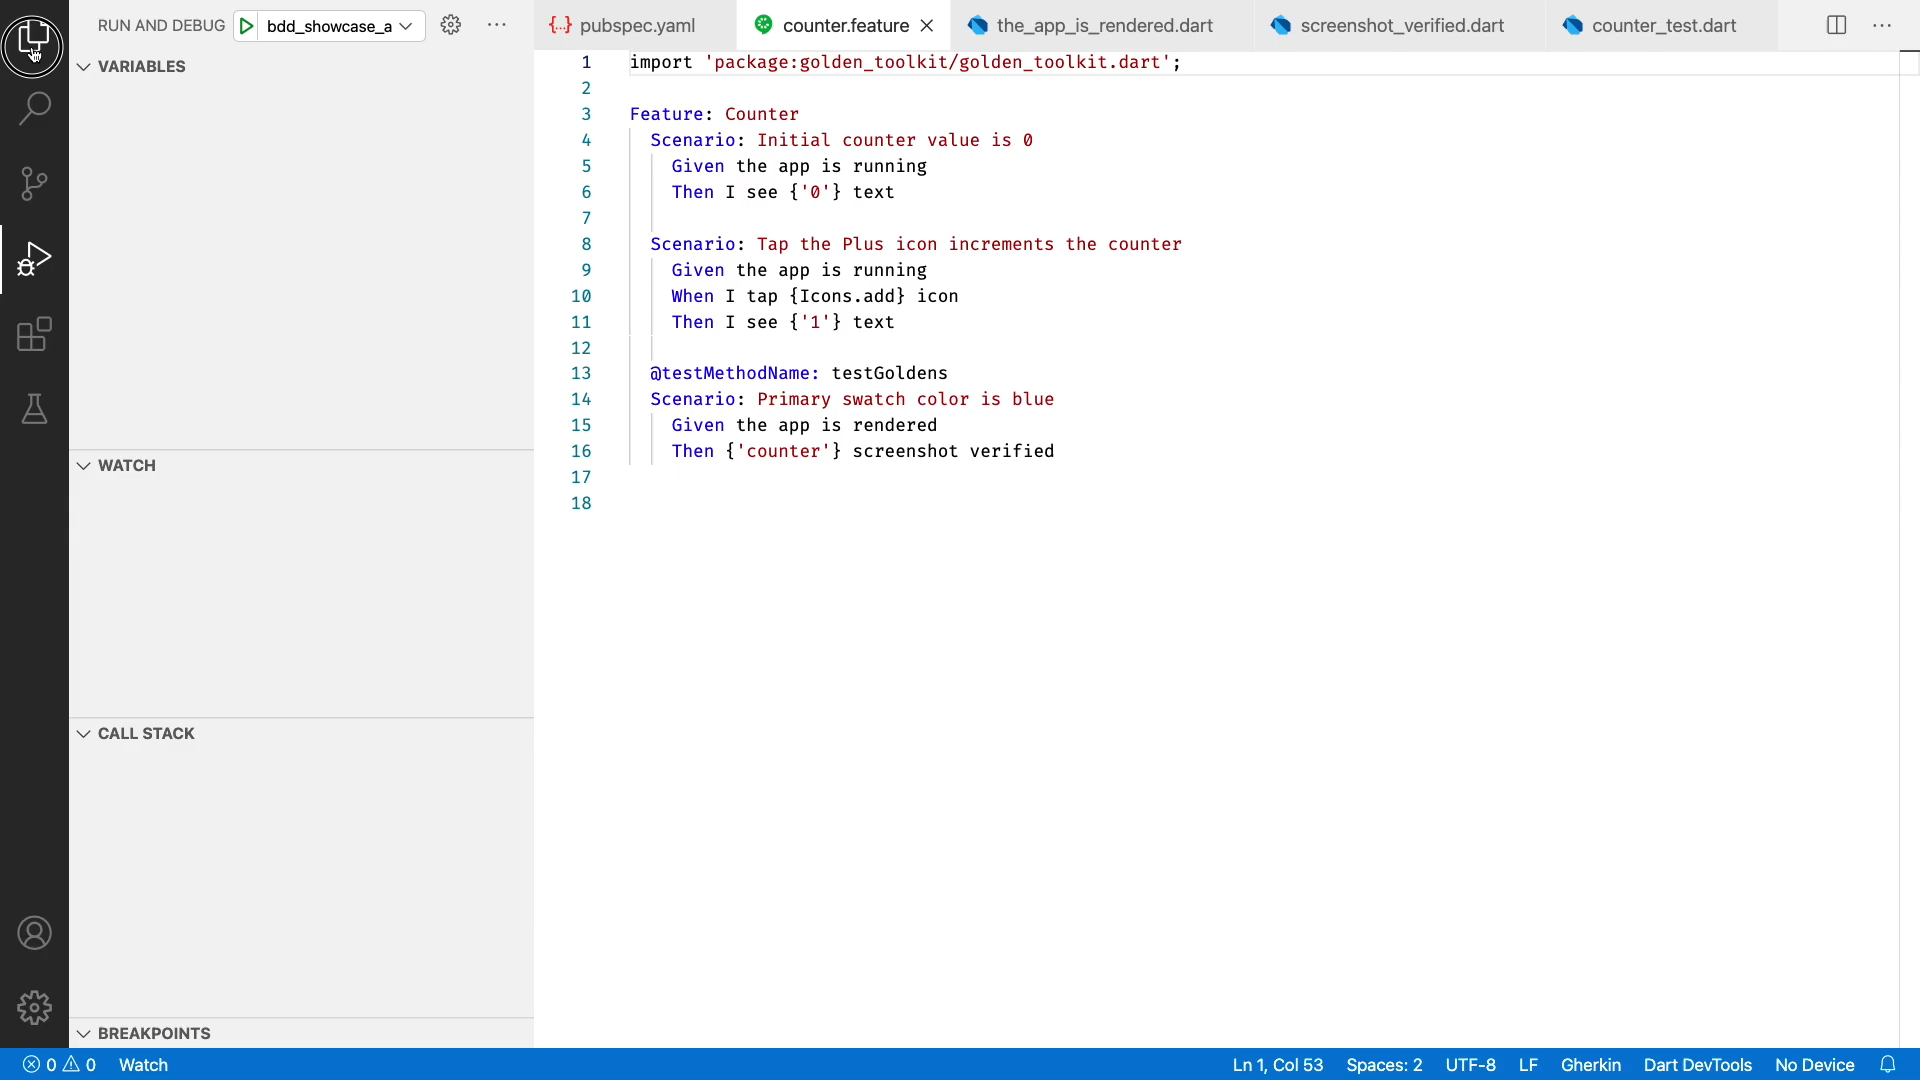 RUN AND DEBUG bdd_showcase_a
{..} pubspec.yaml counter.feature the_app_is_rendered.dart screenshot_verified.dart counter_test.dart
VARIABLES
WATCH
CALL STACK
BREAKPOINTS
1 import 'package:golden_toolkit/golden_toolkit.dart';
2
3 Feature: Counter
4 Scenario: Initial counter value is 0
5 Given the app is running
6 Then I see {'0'} text
7
8 Scenario: Tap the Plus icon increments the counter
9 Given the app is running
10 When I tap {Icons.add} icon
11 Then I see {'1'} text
12
13 @testMethodName: testGoldens
14 Scenario: Primary swatch color is blue
15 Given the app is rendered
16 Then {'counter'} screenshot verified
17
18
0 0 Watch Ln 1, Col 53 Spaces: 2 UTF-8 LF Gherkin Dart DevTools No Device